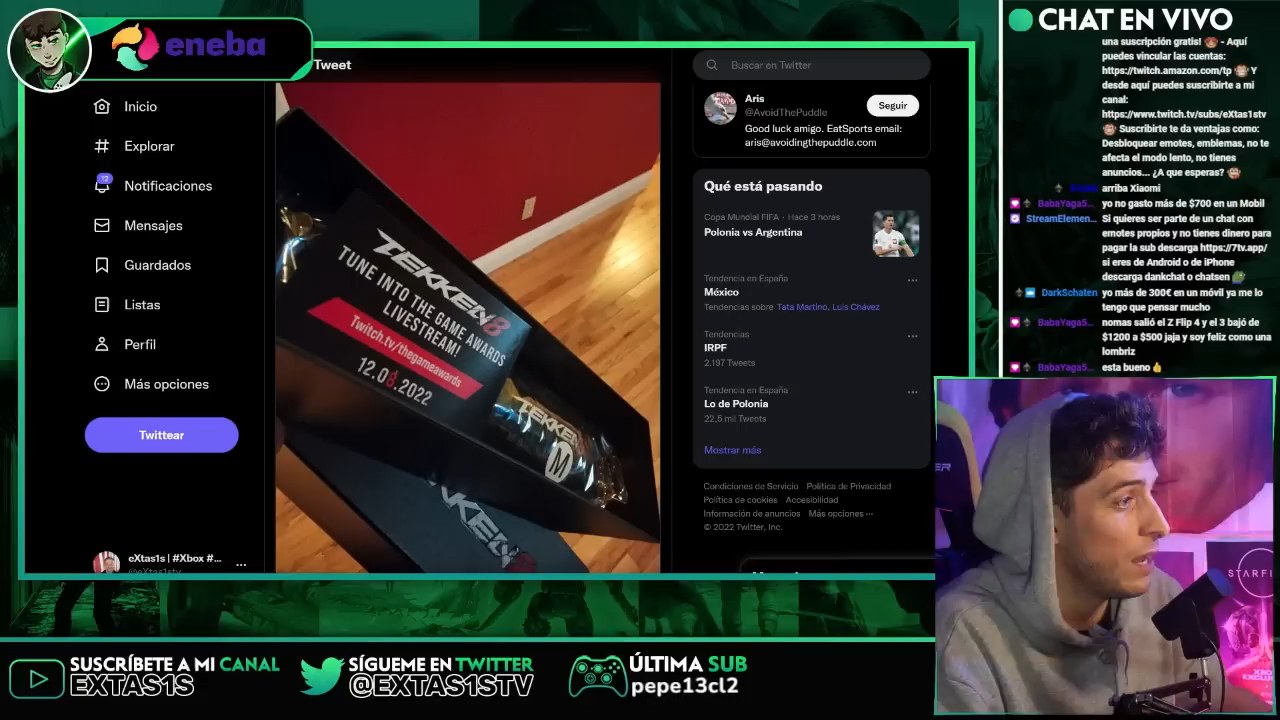 eneba
Tweet
Inicio
Explorar
12
Notificaciones
Mensajes
Guardados
Listas
Perfil
Más opciones
Twittear
eXtas1s | #Xbox #...
@eXtas1stv
TEKKEN 8
TUNE INTO THE GAME AWARDS
LIVESTREAM!
Twitch.tv/thegameawards
12.08.2022
TEKKEN
M
Buscar en Twitter
Aris
@AvoidThePuddle
Seguir
Good luck amigo. EatSports email:
aris@avoidingthepuddle.com
Qué está pasando
Copa Mundial FIFA · Hace 3 horas
Polonia vs Argentina
Tendencia en España
México
Tendencias sobre Tata Martino, Luis Chávez
Tendencias
IRPF
2.197 Tweets
Tendencia en España
Lo de Polonia
22,5 mil Tweets
Mostrar más
Condiciones de Servicio Política de Privacidad
Política de cookies Accesibilidad
Información de anuncios Más opciones ···
© 2022 Twitter, Inc.
CHAT EN VIVO
una suscripción gratis! - Aquí
puedes vincular las cuentas:
https://twitch.amazon.com/tp Y
desde aquí puedes suscribirte a mi
canal:
https://www.twitch.tv/subs/eXtas1stv
Suscribirte te da ventajas como:
Desbloquear emotes, emblemas, no te
afecta el modo lento, no tienes
anuncios... ¿A que esperas?
arriba Xiaomi
BabaYaga5... yo no gasto más de $700 en un Mobil
StreamElemen... Si quieres ser parte de un chat con
emotes propios y no tienes dinero para
pagar la sub descarga https://7tv.app/
si eres de Android o de iPhone
descarga dankchat o chatsen
DarkSchaten yo más de 300€ en un móvil ya me lo
tengo que pensar mucho
BabaYaga5... nomas salió el Z Flip 4 y el 3 bajó de
$1200 a $500 jaja y soy feliz como una
lombriz
BabaYaga5... esta bueno
STARFI
SUSCRÍBETE A MI CANAL
EXTAS1S
SÍGUEME EN TWITTER
@EXTAS1STV
ÚLTIMA SUB
pepe13cl2